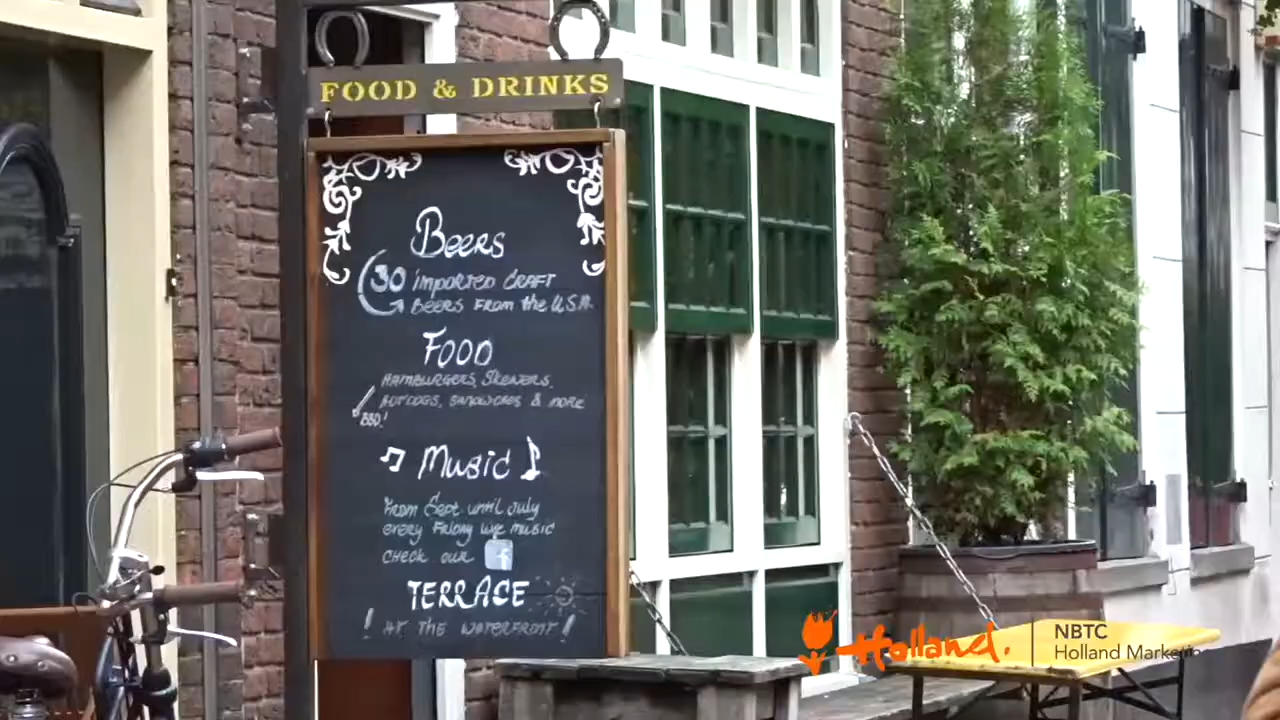 FOOD & DRINKS
Beers
30 imported craft
Beers from the U.S.A.
Food
Hamburgers, Skewers,
Hotdogs, Sandwiches & more
BBQ!
Music
From Sept. until July
every Friday live music
check our f
TERRACE
! AT THE WATERFRONT!
Holland.
NBTC
Holland Marketing